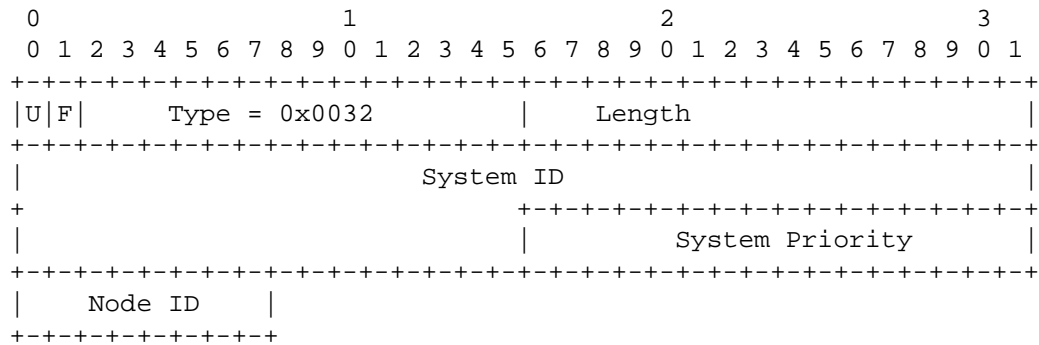 0                   1                   2                   3
 0 1 2 3 4 5 6 7 8 9 0 1 2 3 4 5 6 7 8 9 0 1 2 3 4 5 6 7 8 9 0 1
+-+-+-+-+-+-+-+-+-+-+-+-+-+-+-+-+-+-+-+-+-+-+-+-+-+-+-+-+-+-+-+-+
|U|F|     Type = 0x0032         |    Length                     |
+-+-+-+-+-+-+-+-+-+-+-+-+-+-+-+-+-+-+-+-+-+-+-+-+-+-+-+-+-+-+-+-+
|                         System ID                             |
+                               +-+-+-+-+-+-+-+-+-+-+-+-+-+-+-+-+
|                               |         System Priority       |
+-+-+-+-+-+-+-+-+-+-+-+-+-+-+-+-+-+-+-+-+-+-+-+-+-+-+-+-+-+-+-+-+
|    Node ID    |
+-+-+-+-+-+-+-+-+